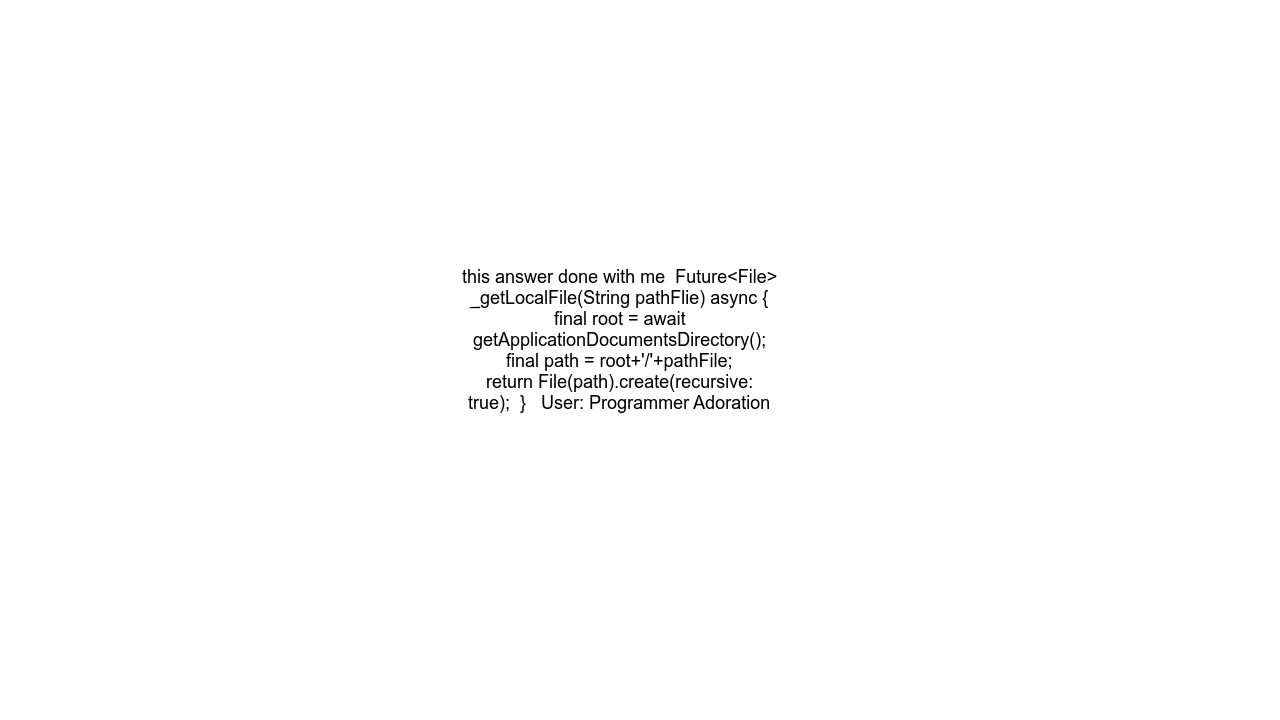 this answer done with me  Future<File>
_getLocalFile(String pathFlie) async {
final root = await
getApplicationDocumentsDirectory();
final path = root+'/'+pathFile;
return File(path).create(recursive:
true);  }   User: Programmer Adoration